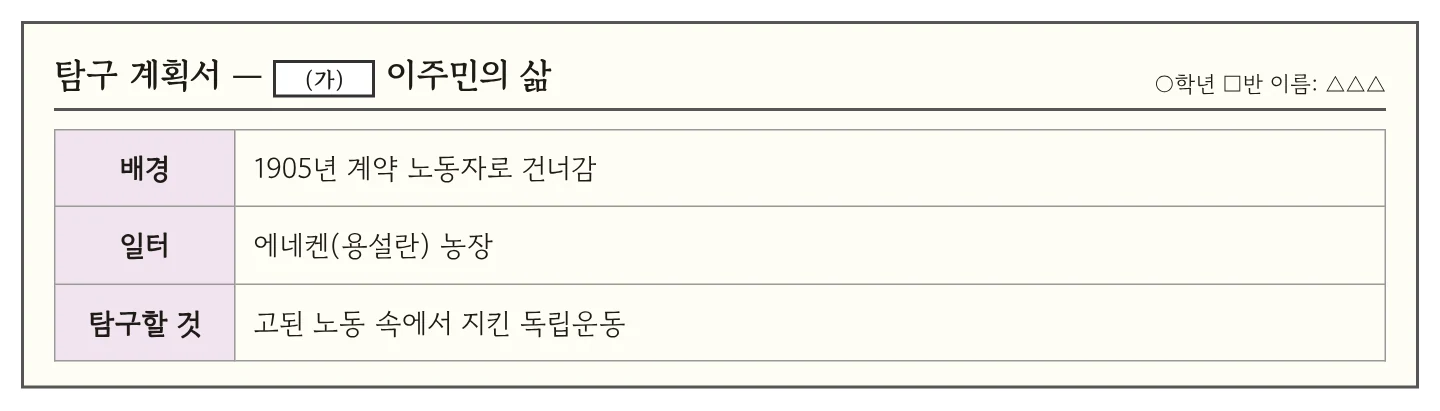 탐구 계획서 — (가) 이주민의 삶
○학년 □반 이름: △△△
배경 1905년 계약 노동자로 건너감
일터 에네켄(용설란) 농장
탐구할 것 고된 노동 속에서 지킨 독립운동